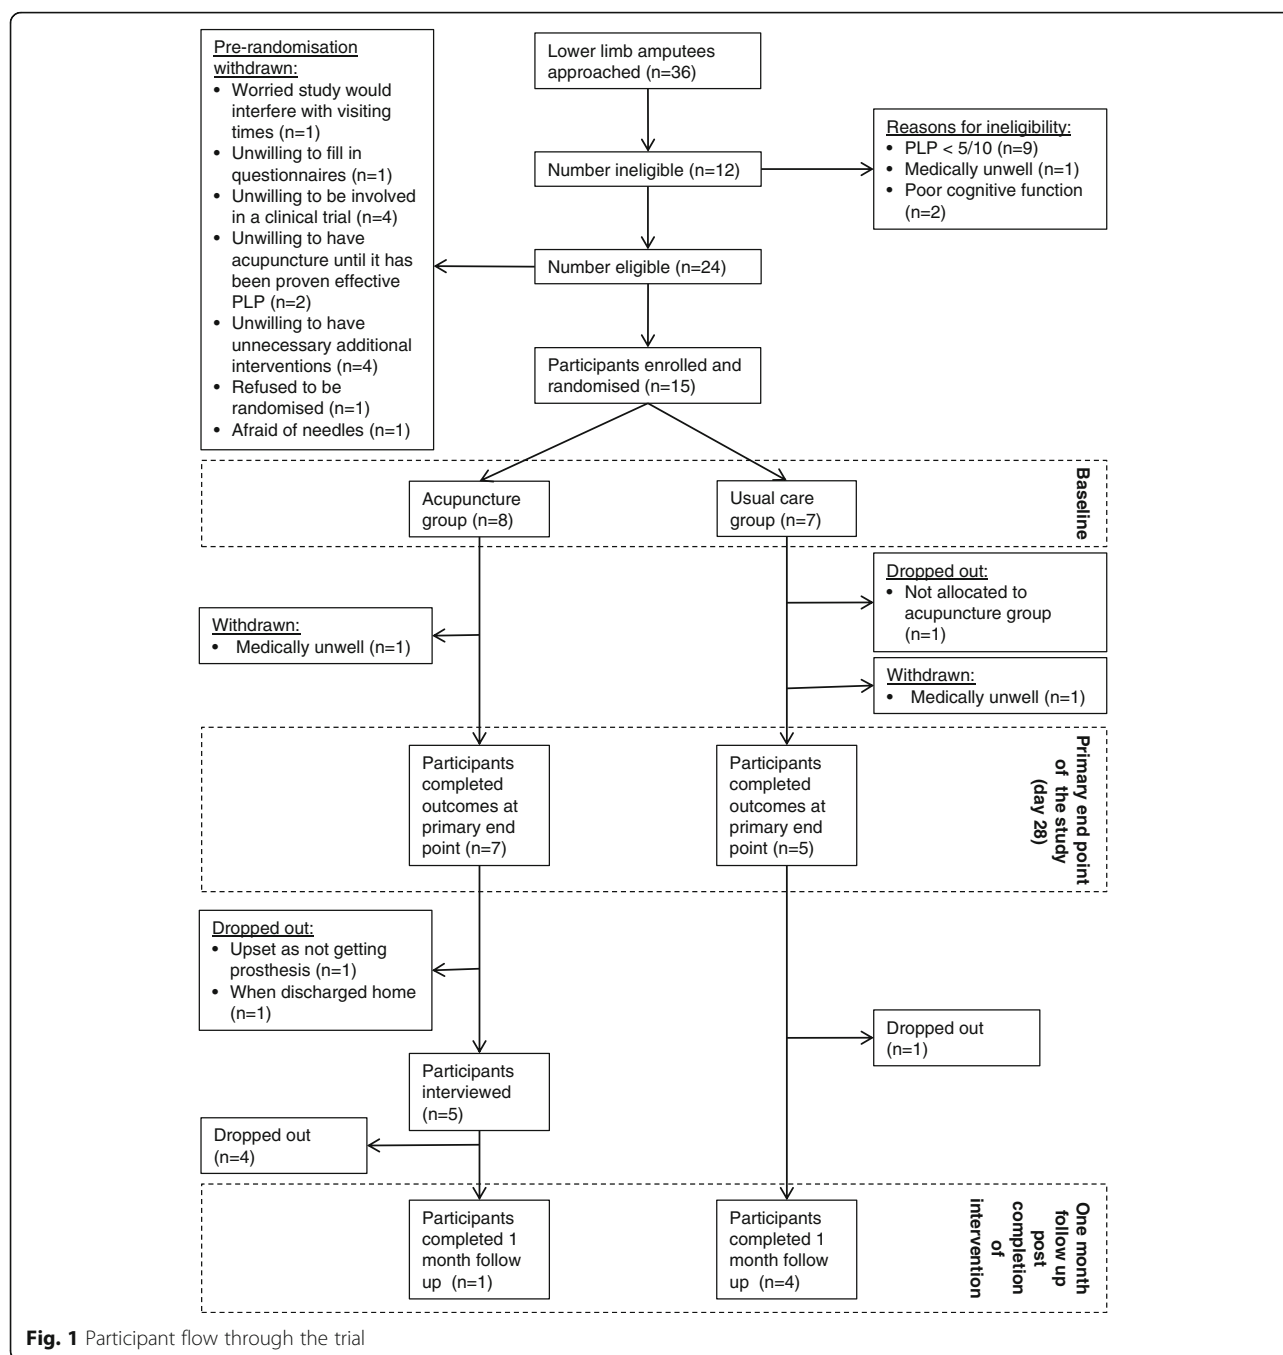 Lower limb amputees
approached (n=36)
Pre-randomisation
withdrawn:
• Worried study would
interfere with visiting
times (n=1)
• Unwilling to fill in
questionnaires (n=1)
• Unwilling to be involved
in a clinical trial (n=4)
• Unwilling to have
acupuncture until it has
been proven effective
PLP (n=2)
• Unwilling to have
unnecessary additional
interventions (n=4)
• Refused to be
randomised (n=1)
• Afraid of needles (n=1)
Number ineligible (n=12)
Reasons for ineligibility:
• PLP < 5/10 (n=9)
• Medically unwell (n=1)
• Poor cognitive function
(n=2)
Number eligible (n=24)
Participants enrolled and
randomised (n=15)
Acupuncture
group (n=8)
Usual care
group (n=7)
Baseline
Dropped out:
• Not allocated to
acupuncture group
(n=1)
Withdrawn:
• Medically unwell (n=1)
Withdrawn:
• Medically unwell (n=1)
Participants
completed
outcomes at
primary end
point (n=7)
Participants
completed
outcomes at
primary end
point (n=5)
Primary end point
of the study
(day 28)
Dropped out:
• Upset as not getting
prosthesis (n=1)
• When discharged home
(n=1)
Dropped out
(n=1)
Participants
interviewed
(n=5)
Dropped out
(n=4)
Participants
completed 1
month follow
up (n=1)
Participants
completed 1
month follow
up (n=4)
One month
follow up
post
completion
of
intervention
Fig. 1 Participant flow through the trial